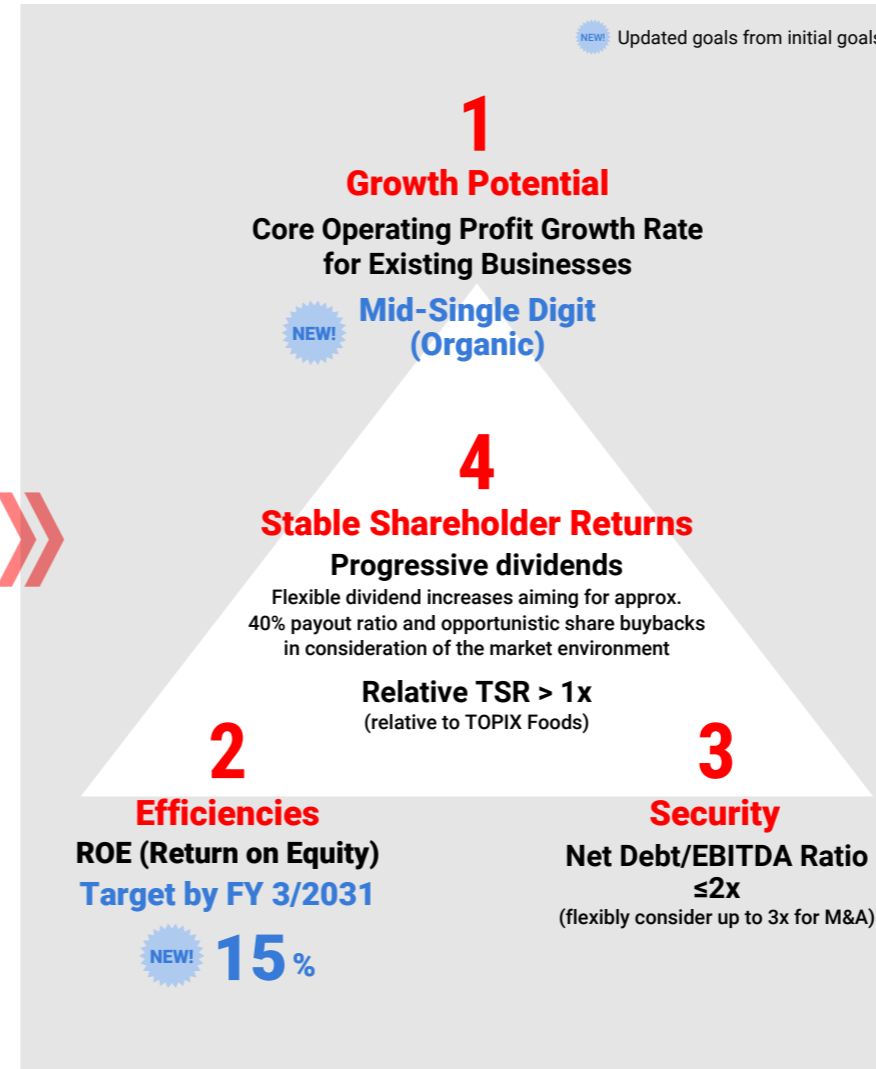 NEW! Updated goals from initial goals
1
Growth Potential
Core Operating Profit Growth Rate
for Existing Businesses
NEW! Mid-Single Digit
(Organic)
4
Stable Shareholder Returns
Progressive dividends
Flexible dividend increases aiming for approx.
40% payout ratio and opportunistic share buybacks
in consideration of the market environment
Relative TSR > 1x
(relative to TOPIX Foods)
2
Efficiencies
ROE (Return on Equity)
Target by FY 3/2031
NEW! 15 %
3
Security
Net Debt/EBITDA Ratio
≤2x
(flexibly consider up to 3x for M&A)